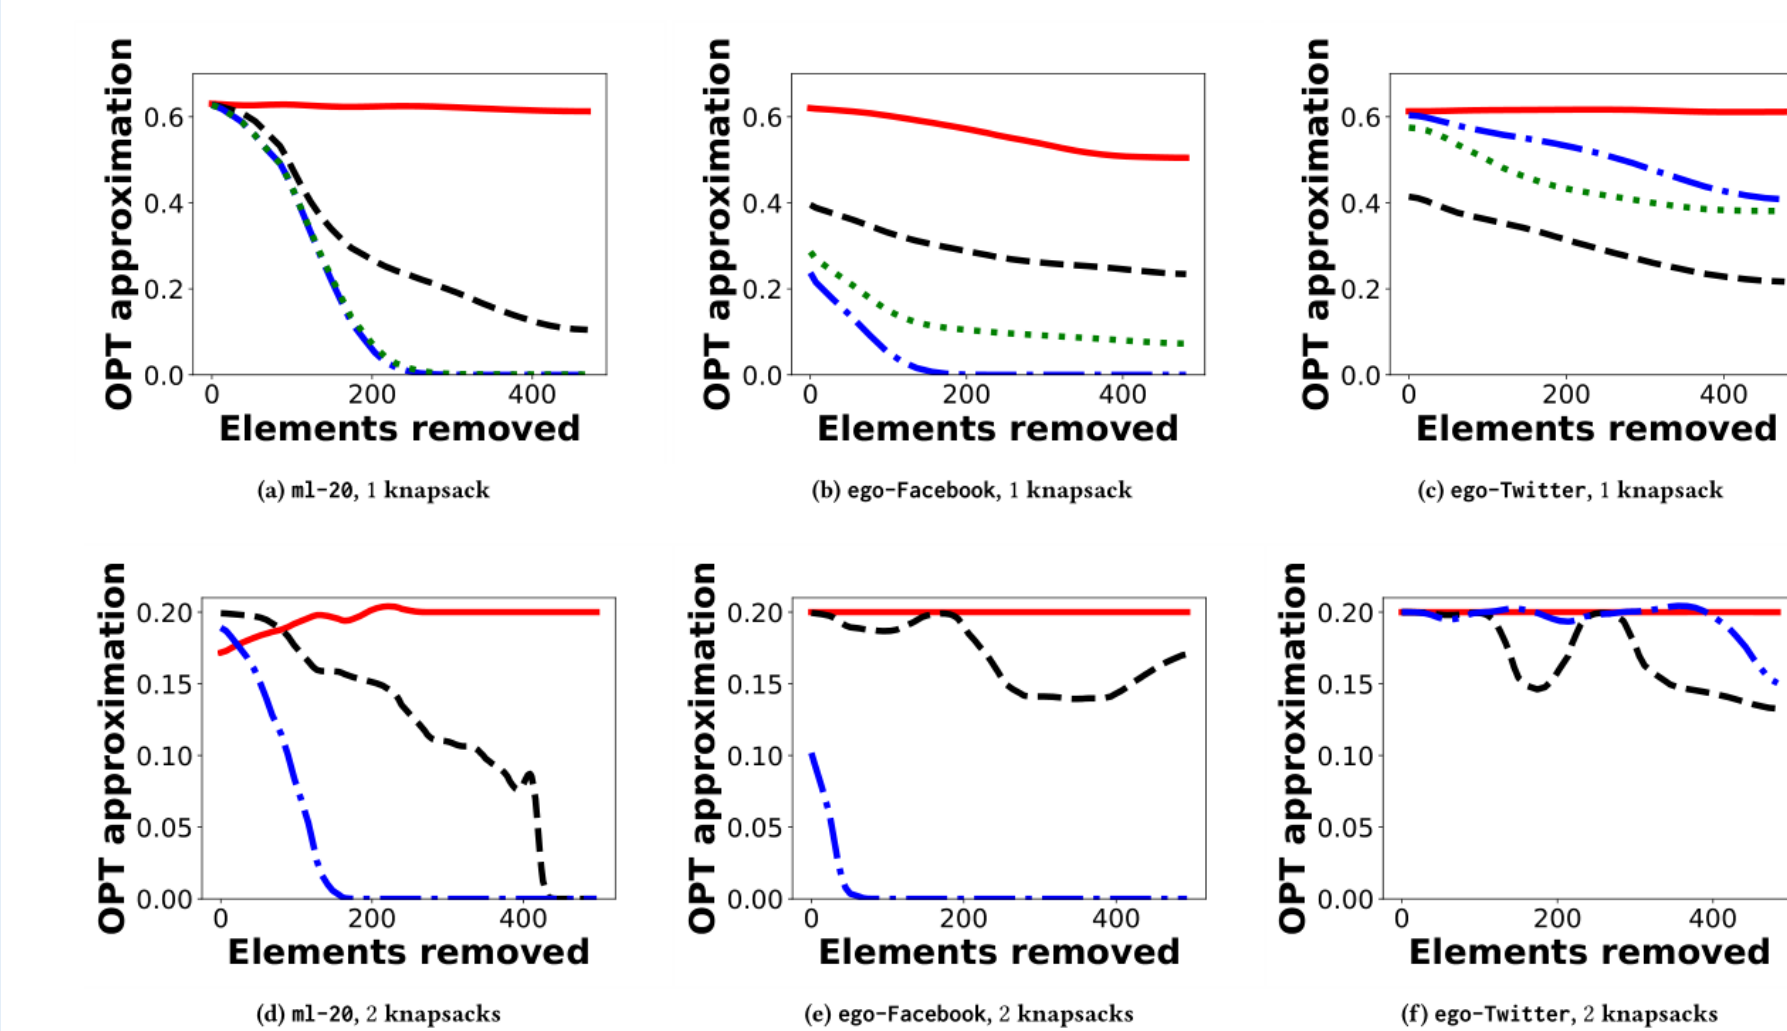 OPT approximation
0.6
0.4
0.2
0.0
0 200 400
Elements removed
(a) ml-20, 1 knapsack
OPT approximation
0.6
0.4
0.2
0.0
0 200 400
Elements removed
(b) ego-Facebook, 1 knapsack
OPT approximation
0.6
0.4
0.2
0.0
0 200 400
Elements removed
(c) ego-Twitter, 1 knapsack
OPT approximation
0.20
0.15
0.10
0.05
0.00
0 200 400
Elements removed
(d) ml-20, 2 knapsacks
OPT approximation
0.20
0.15
0.10
0.05
0.00
0 200 400
Elements removed
(e) ego-Facebook, 2 knapsacks
OPT approximation
0.20
0.15
0.10
0.05
0.00
0 200 400
Elements removed
(f) ego-Twitter, 2 knapsacks